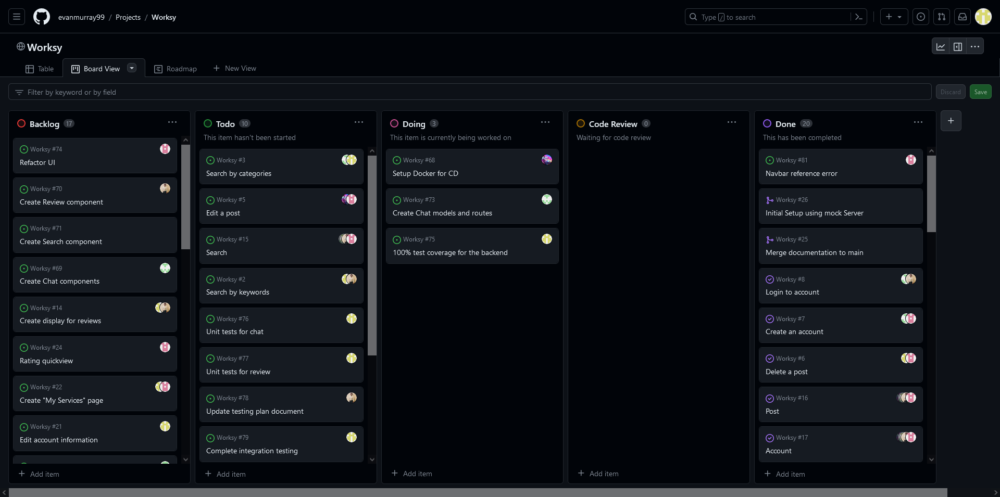 evanmurray99 / Projects / Worksy
Type / to search
Worksy
Table
Board View
Roadmap
New View
Filter by keyword or by field
Discard
Save
Backlog 17
Worksy #74
Refactor UI
Worksy #70
Create Review component
Worksy #71
Create Search component
Worksy #69
Create Chat components
Worksy #14
Create display for reviews
Worksy #24
Rating quickview
Worksy #22
Create "My Services" page
Worksy #21
Edit account information
Add item
Todo 10
This item hasn't been started
Worksy #3
Search by categories
Worksy #5
Edit a post
Worksy #15
Search
Worksy #2
Search by keywords
Worksy #76
Unit tests for chat
Worksy #77
Unit tests for review
Worksy #78
Update testing plan document
Worksy #79
Complete integration testing
Add item
Doing 3
This item is currently being worked on
Worksy #68
Setup Docker for CD
Worksy #73
Create Chat models and routes
Worksy #75
100% test coverage for the backend
Add item
Code Review 0
Waiting for code review
Add item
Done 20
This has been completed
Worksy #81
Navbar reference error
Worksy #26
Initial Setup using mock Server
Worksy #25
Merge documentation to main
Worksy #8
Login to account
Worksy #7
Create an account
Worksy #6
Delete a post
Worksy #16
Post
Worksy #17
Account
Add item